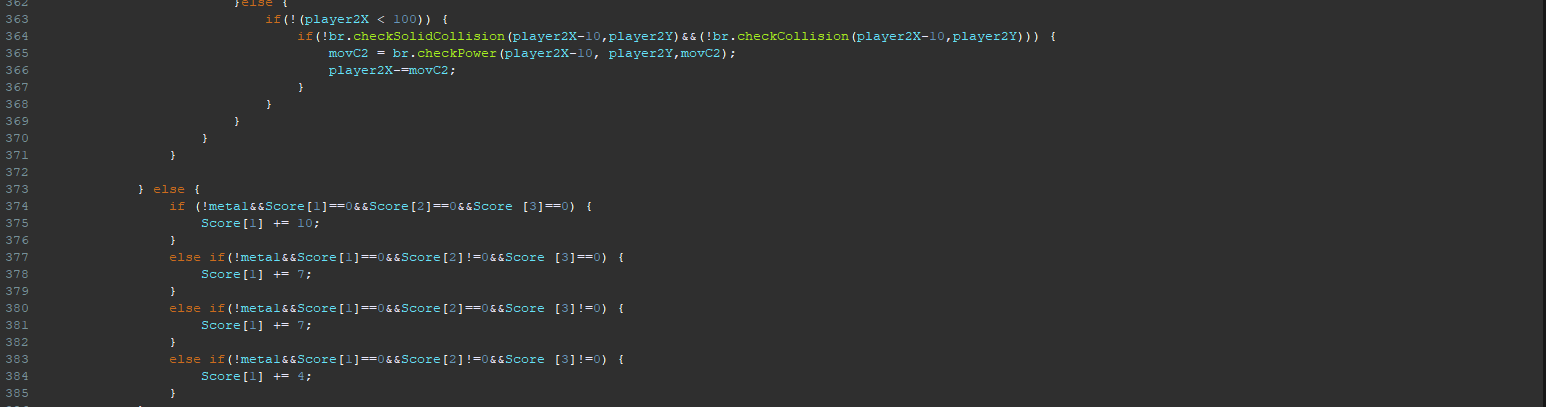 362 }else {
363 if(!(player2X < 100)) {
364 if(!br.checkSolidCollision(player2X-10,player2Y)&&(!br.checkCollision(player2X-10,player2Y))) {
365 movC2 = br.checkPower(player2X-10, player2Y,movC2);
366 player2X-=movC2;
367 }
368 }
369 }
370 }
371 }
372
373 } else {
374 if (!metal&&Score[1]==0&&Score[2]==0&&Score [3]==0) {
375 Score[1] += 10;
376 }
377 else if(!metal&&Score[1]==0&&Score[2]!=0&&Score [3]==0) {
378 Score[1] += 7;
379 }
380 else if(!metal&&Score[1]==0&&Score[2]==0&&Score [3]!=0) {
381 Score[1] += 7;
382 }
383 else if(!metal&&Score[1]==0&&Score[2]!=0&&Score [3]!=0) {
384 Score[1] += 4;
385 }